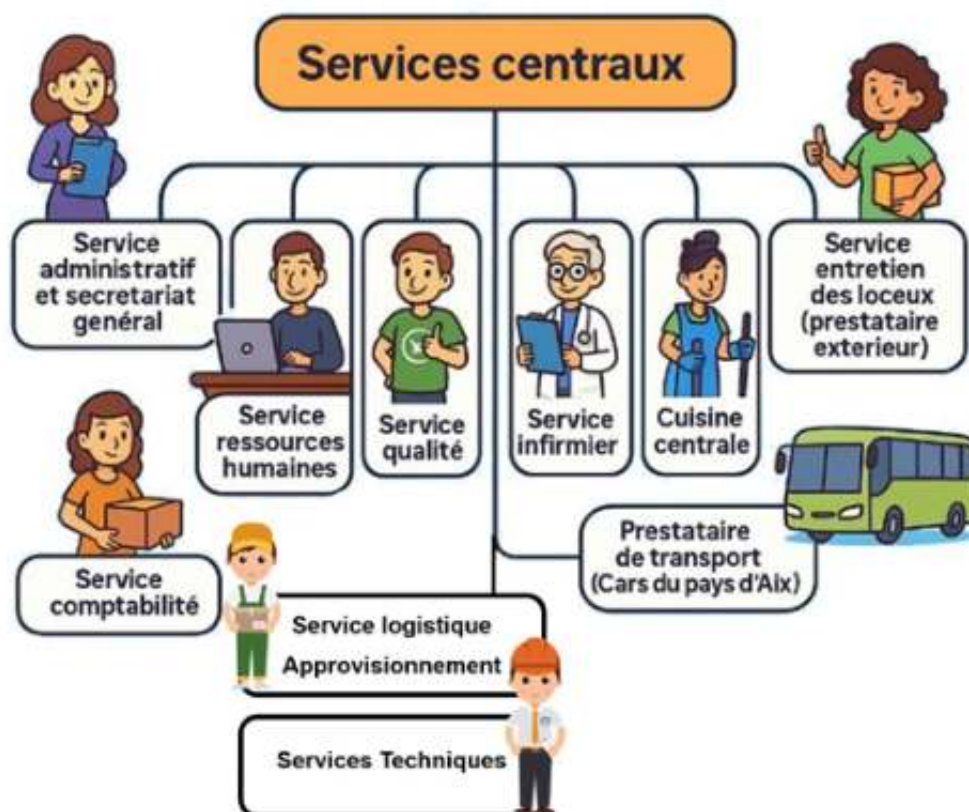 Services centraux
Service
administratif
et secretariat
genéral
Service
ressources
humaines
Service
qualité
Service
infirmier
Cuisine
centrale
Service
entretien
des loceux
(prestataire
exterieur)
Service
comptabilité
Prestataire
de transport
(Cars du pays d'Aix)
Service logistique
Approvisionnement
Services Techniques